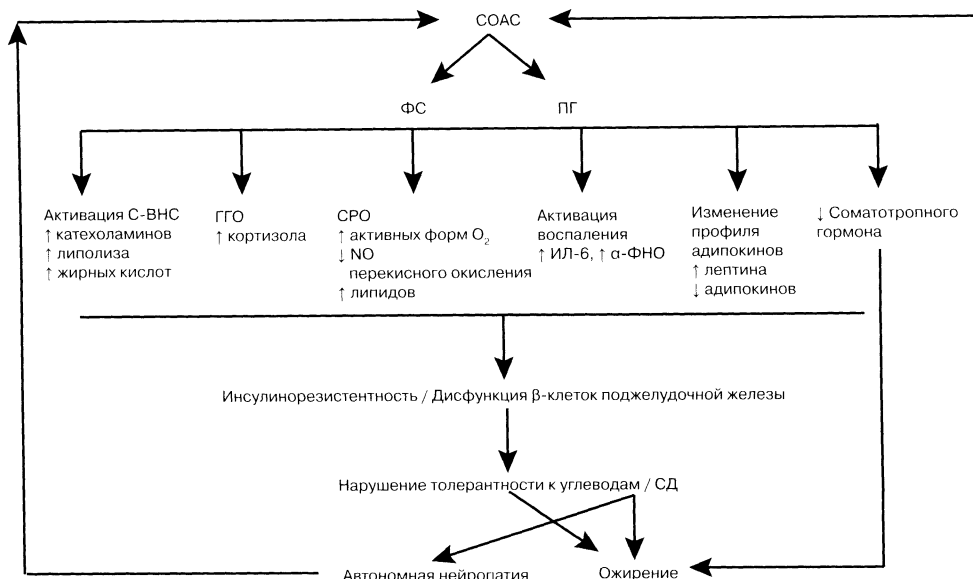 СОАС
ФС ПГ
Активация С-ВНС
↑ катехоламинов
↑ липолиза
↑ жирных кислот
ГГО
↑ кортизола
СРО
↑ активных форм O₂
↓ NO
перекисного окисления
↑ липидов
Активация
воспаления
↑ ИЛ-6, ↑ α-ФНО
Изменение
профиля
адипокинов
↑ лептина
↓ адипокинов
↓ Соматотропного
гормона
Инсулинорезистентность / Дисфункция β-клеток поджелудочной железы
Нарушение толерантности к углеводам / СД
Автономная нейропатия Ожирение